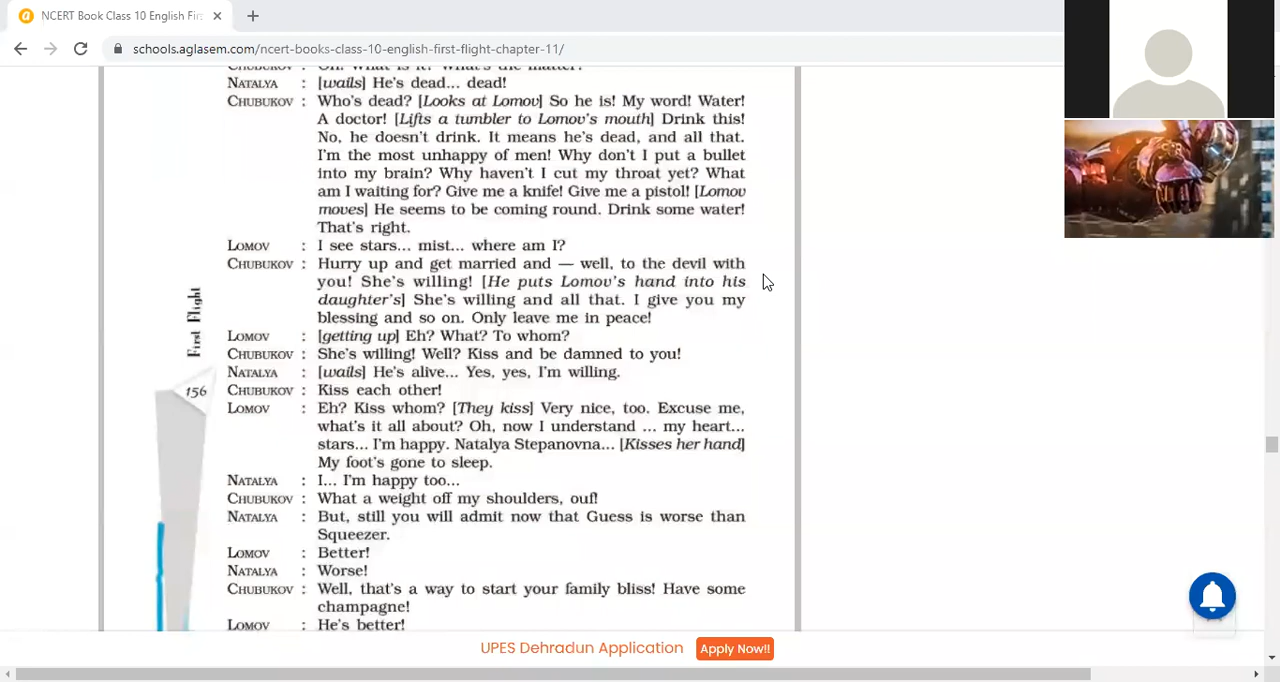 NCERT Book Class 10 English Firs
schools.aglasem.com/ncert-books-class-10-english-first-flight-chapter-11/
CHUBUKOV : Oh! What is it? What's the matter?
NATALYA : [wails] He's dead... dead!
CHUBUKOV : Who's dead? [Looks at Lomov] So he is! My word! Water!
A doctor! [Lifts a tumbler to Lomov's mouth] Drink this!
No, he doesn't drink. It means he's dead, and all that.
I'm the most unhappy of men! Why don't I put a bullet
into my brain? Why haven't I cut my throat yet? What
am I waiting for? Give me a knife! Give me a pistol! [Lomov
moves] He seems to be coming round. Drink some water!
That's right.
LOMOV : I see stars... mist... where am I?
CHUBUKOV : Hurry up and get married and — well, to the devil with
you! She's willing! [He puts Lomov's hand into his
daughter's] She's willing and all that. I give you my
blessing and so on. Only leave me in peace!
LOMOV : [getting up] Eh? What? To whom?
CHUBUKOV : She's willing! Well? Kiss and be damned to you!
NATALYA : [wails] He's alive... Yes, yes, I'm willing.
CHUBUKOV : Kiss each other!
LOMOV : Eh? Kiss whom? [They kiss] Very nice, too. Excuse me,
what's it all about? Oh, now I understand ... my heart...
stars... I'm happy. Natalya Stepanovna... [Kisses her hand]
My foot's gone to sleep.
NATALYA : I... I'm happy too...
CHUBUKOV : What a weight off my shoulders, ouf!
NATALYA : But, still you will admit now that Guess is worse than
Squeezer.
LOMOV : Better!
NATALYA : Worse!
CHUBUKOV : Well, that's a way to start your family bliss! Have some
champagne!
LOMOV : He's better!
First Flight
156
UPES Dehradun Application Apply Now!!